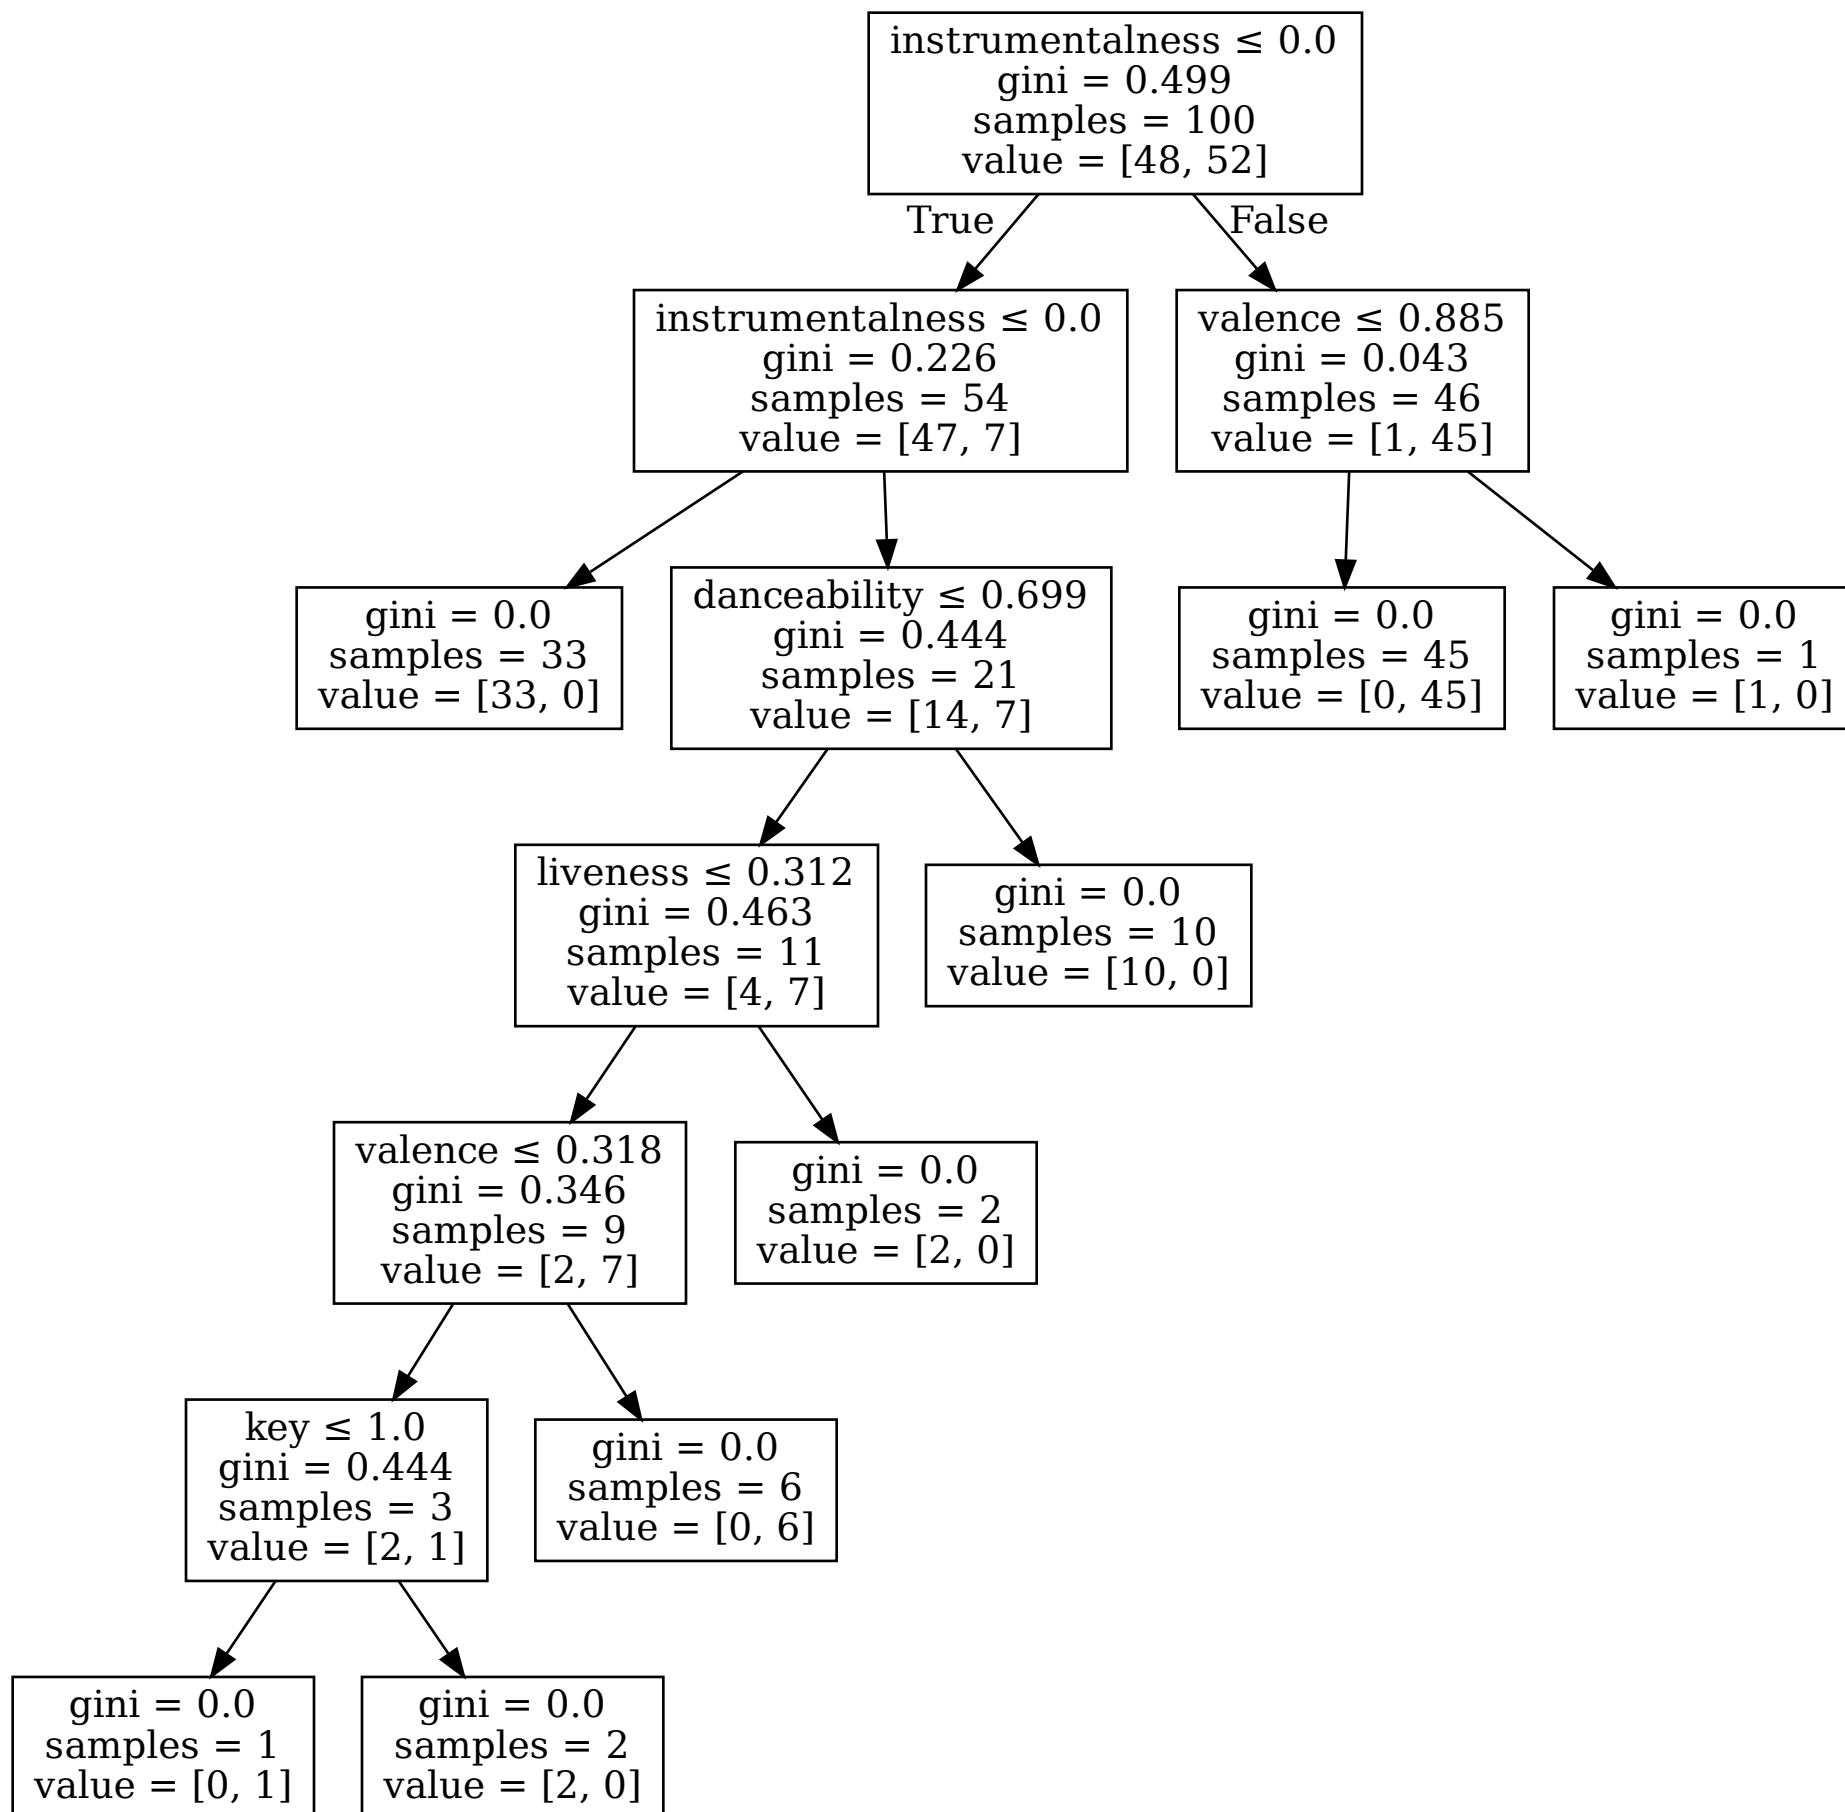 instrumentalness ≤ 0.0
gini = 0.499
samples = 100
value = [48, 52]
True
False
instrumentalness ≤ 0.0
gini = 0.226
samples = 54
value = [47, 7]
valence ≤ 0.885
gini = 0.043
samples = 46
value = [1, 45]
gini = 0.0
samples = 33
value = [33, 0]
danceability ≤ 0.699
gini = 0.444
samples = 21
value = [14, 7]
gini = 0.0
samples = 45
value = [0, 45]
gini = 0.0
samples = 1
value = [1, 0]
liveness ≤ 0.312
gini = 0.463
samples = 11
value = [4, 7]
gini = 0.0
samples = 10
value = [10, 0]
valence ≤ 0.318
gini = 0.346
samples = 9
value = [2, 7]
gini = 0.0
samples = 2
value = [2, 0]
key ≤ 1.0
gini = 0.444
samples = 3
value = [2, 1]
gini = 0.0
samples = 6
value = [0, 6]
gini = 0.0
samples = 1
value = [0, 1]
gini = 0.0
samples = 2
value = [2, 0]